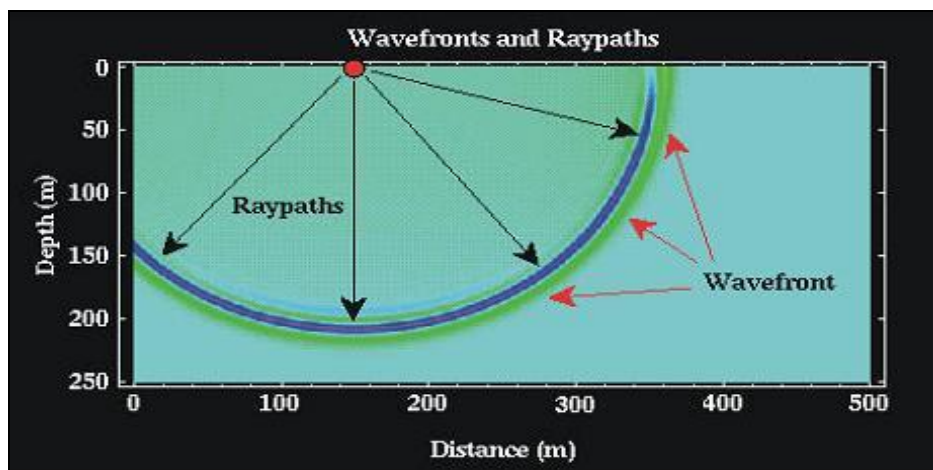 Wavefronts and Raypaths
0
50
100
150
200
250
Depth (m)
Raypaths
Wavefront
0
100
200
300
400
500
Distance (m)